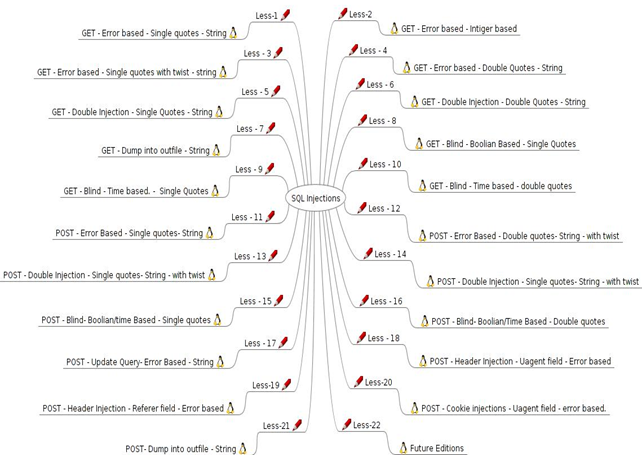 Less-1
GET - Error based - Single quotes - String
Less - 3
GET - Error based - Single quotes with twist - string
Less - 5
GET - Double Injection - Single Quotes - String
Less - 7
GET - Dump into outfile - String
Less - 9
GET - Blind - Time based. - Single Quotes
Less - 11
POST - Error Based - Single quotes- String
Less - 13
POST - Double Injection - Single quotes- String - with twist
Less - 15
POST - Blind- Boolian/time Based - Single quotes
Less - 17
POST - Update Query- Error Based - String
Less-19
POST - Header Injection - Referer field - Error based
Less-21
POST- Dump into outfile - String
SQL Injections
Less-2
GET - Error based - Intiger based
Less - 4
GET - Error based - Double Quotes - String
Less - 6
GET - Double Injection - Double Quotes - String
Less - 8
GET - Blind - Boolian Based - Single Quotes
Less - 10
GET - Blind - Time based - double quotes
Less - 12
POST - Error Based - Double quotes- String - with twist
Less - 14
POST - Double Injection - Single quotes- String - with twist
Less - 16
POST - Blind- Boolian/Time Based - Double quotes
Less - 18
POST - Header Injection - Uagent field - Error based
Less-20
POST - Cookie injections - Uagent field - error based.
Less-22
Future Editions